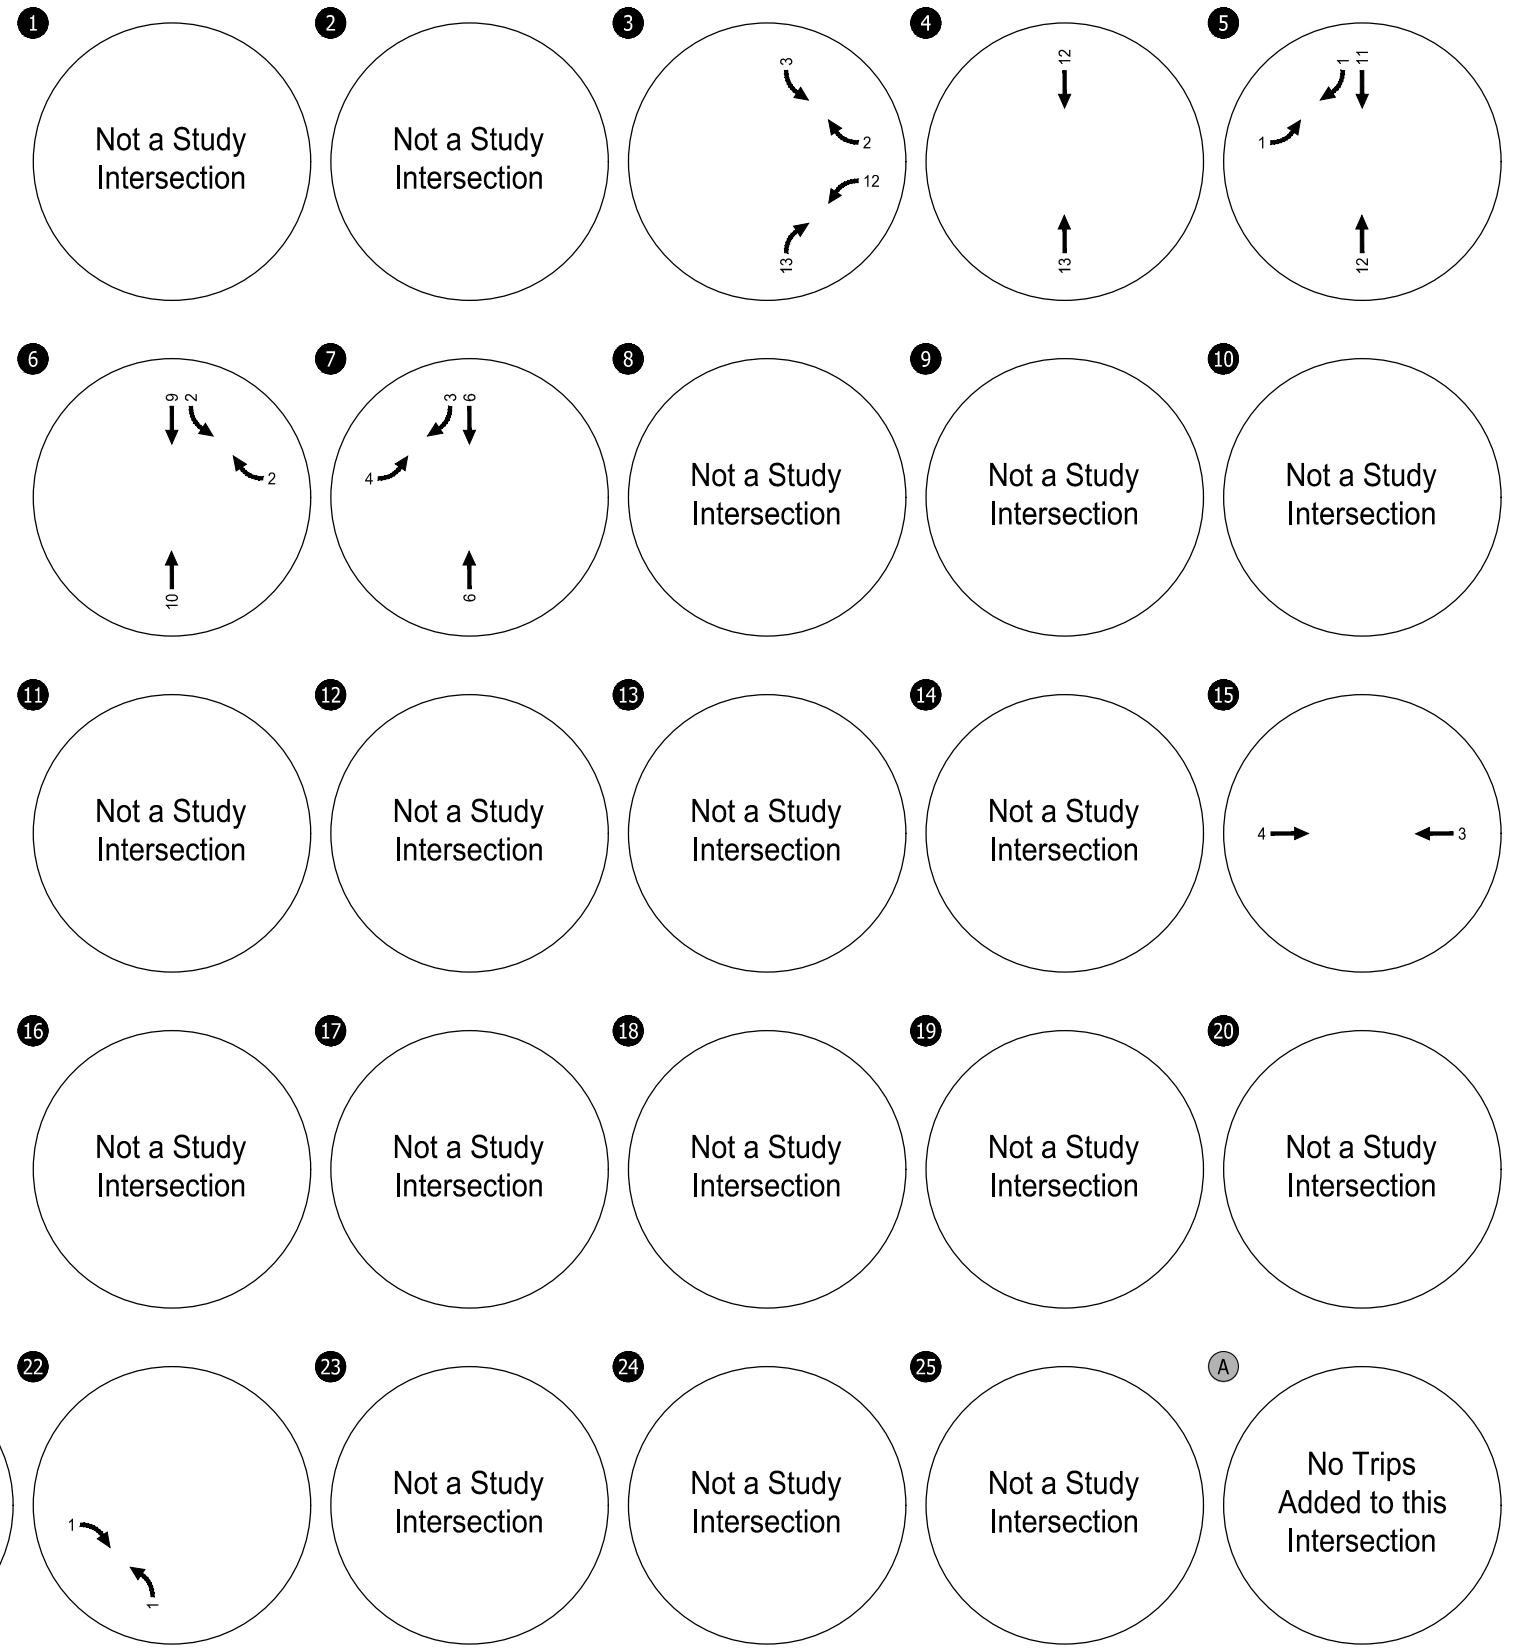 1
Not a Study
Intersection
2
Not a Study
Intersection
3
3
2
12
13
4
12
13
5
1
11
1
12
6
9
2
2
10
7
3
6
4
6
8
Not a Study
Intersection
9
Not a Study
Intersection
10
Not a Study
Intersection
11
Not a Study
Intersection
12
Not a Study
Intersection
13
Not a Study
Intersection
14
Not a Study
Intersection
15
4
3
16
Not a Study
Intersection
17
Not a Study
Intersection
18
Not a Study
Intersection
19
Not a Study
Intersection
20
Not a Study
Intersection
22
1
1
23
Not a Study
Intersection
24
Not a Study
Intersection
25
Not a Study
Intersection
A
No Trips
Added to this
Intersection